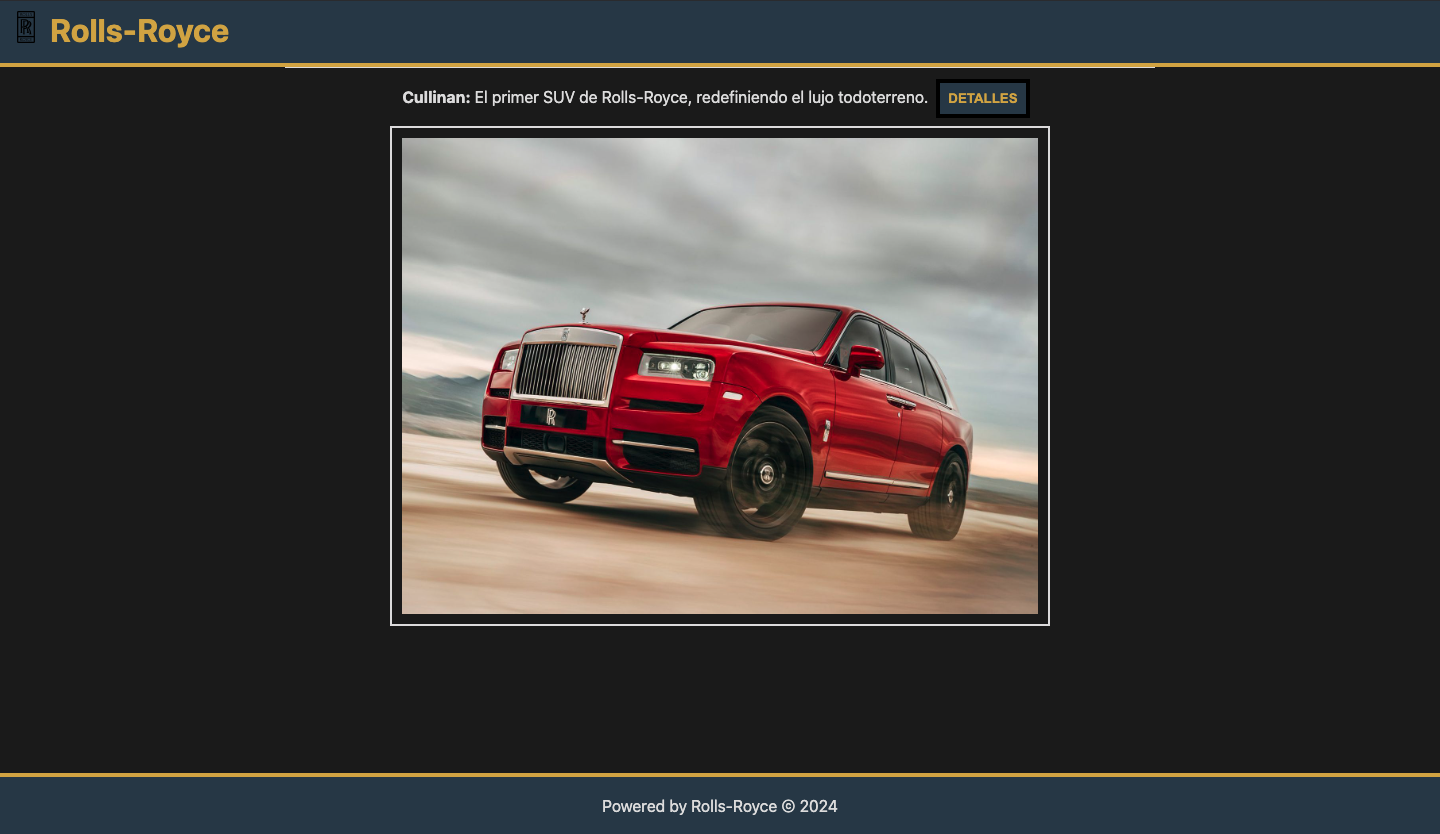 Rolls-Royce
Cullinan: El primer SUV de Rolls-Royce, redefiniendo el lujo todoterreno. DETALLES
Powered by Rolls-Royce © 2024